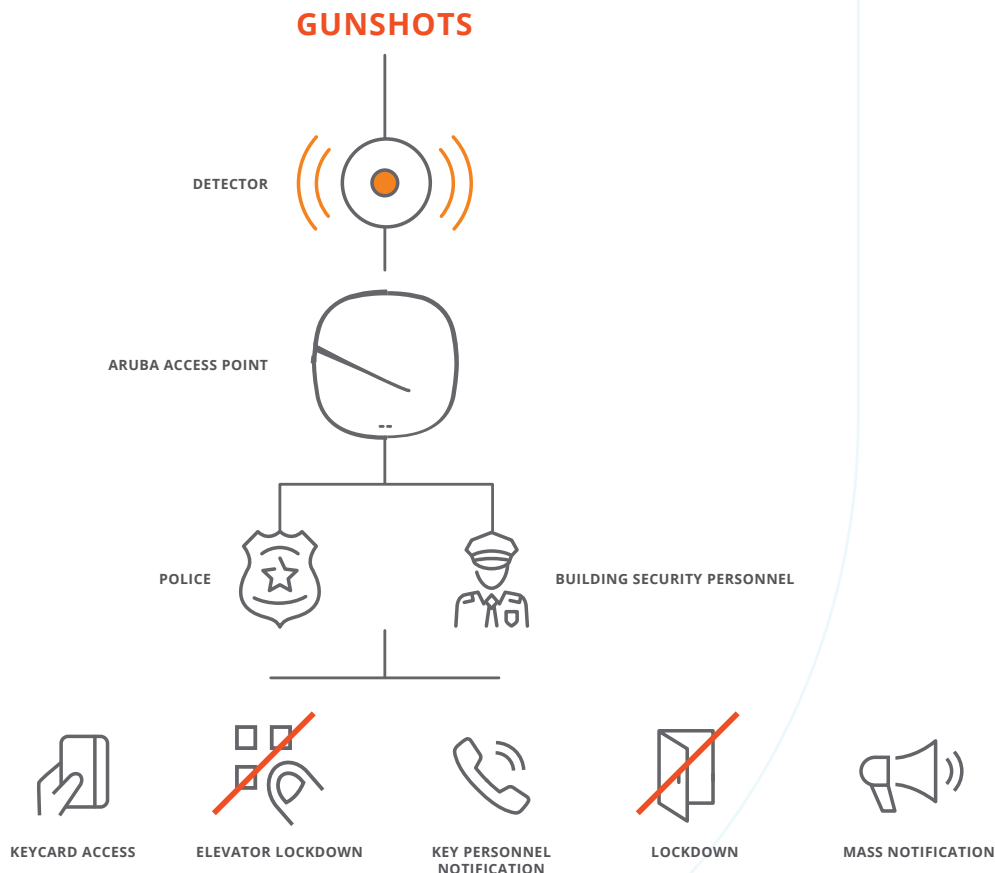 GUNSHOTS
DETECTOR
ARUBA ACCESS POINT
POLICE
BUILDING SECURITY PERSONNEL
KEYCARD ACCESS
ELEVATOR LOCKDOWN
KEY PERSONNEL
NOTIFICATION
LOCKDOWN
MASS NOTIFICATION